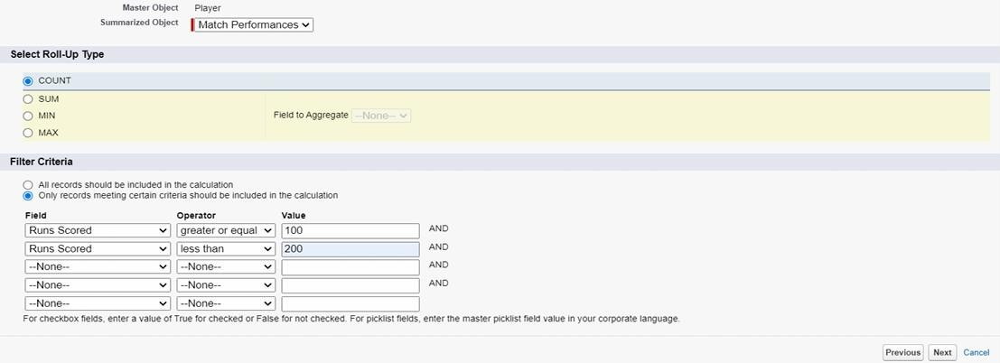 Master Object Player
Summarized Object Match Performances
Select Roll-Up Type
COUNT
SUM
MIN Field to Aggregate --None--
MAX
Filter Criteria
All records should be included in the calculation
Only records meeting certain criteria should be included in the calculation
Field Operator Value
Runs Scored greater or equal 100 AND
Runs Scored less than 200 AND
--None-- --None-- AND
--None-- --None-- AND
--None-- --None--
For checkbox fields, enter a value of True for checked or False for not checked. For picklist fields, enter the master picklist field value in your corporate language.
Previous Next Cancel